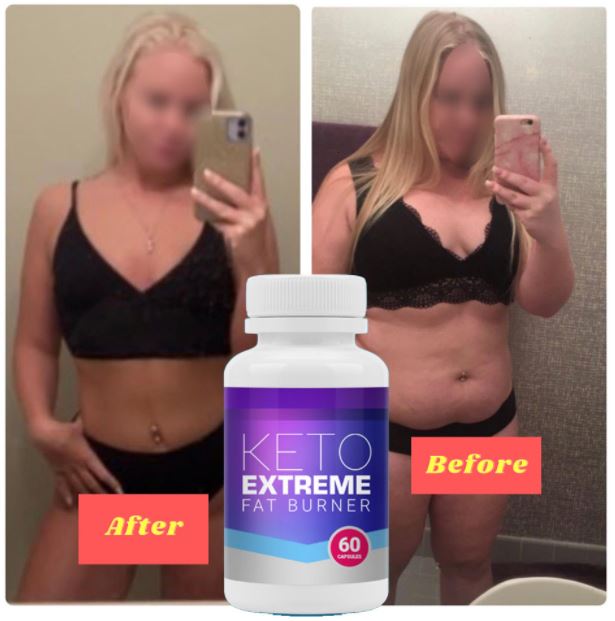 After
Before
KETO
EXTREME
FAT BURNER
60
CAPSULES